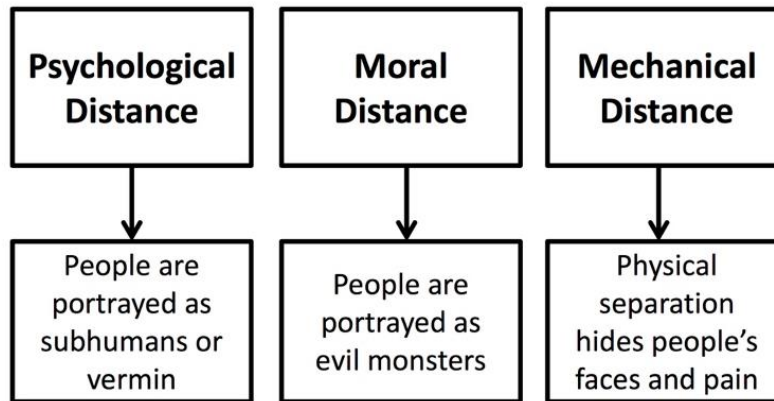 Psychological
Distance
Moral
Distance
Mechanical
Distance
People are
portrayed as
subhumans or
vermin
People are
portrayed as
evil monsters
Physical
separation
hides people’s
faces and pain